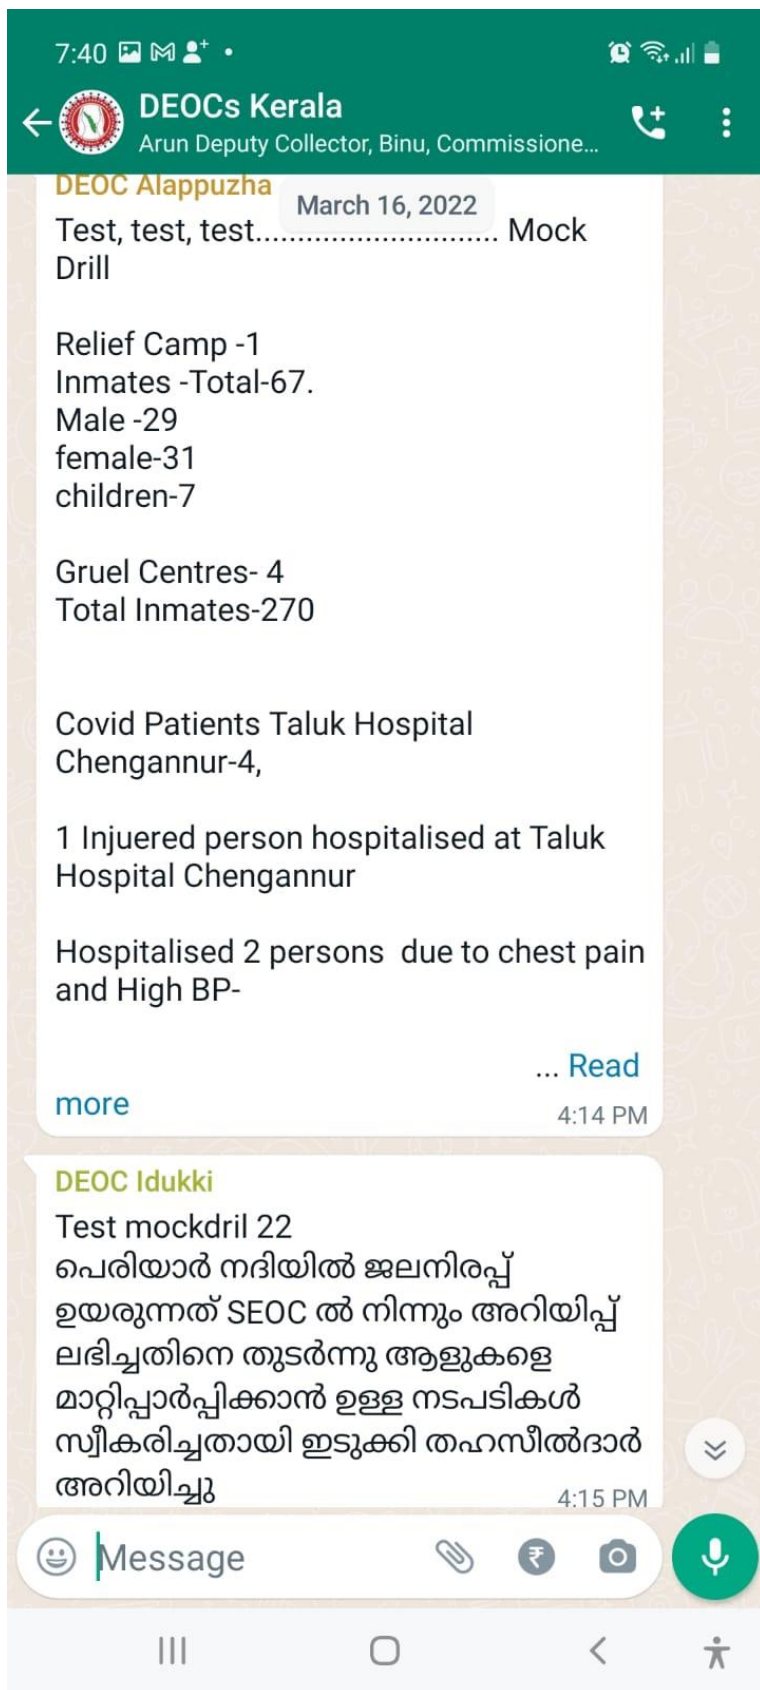 7:40
DEOCs Kerala
Arun Deputy Collector, Binu, Commissione...
DEOC Alappuzha
March 16, 2022
Test, test, test............................. Mock
Drill
Relief Camp -1
Inmates -Total-67.
Male -29
female-31
children-7
Gruel Centres- 4
Total Inmates-270
Covid Patients Taluk Hospital
Chengannur-4,
1 Injuered person hospitalised at Taluk
Hospital Chengannur
Hospitalised 2 persons  due to chest pain
and High BP-
... Read
more
4:14 PM
DEOC Idukki
Test mockdril 22
പെരിയാർ നദിയിൽ ജലനിരപ്പ്
ഉയരുന്നത് SEOC ൽ നിന്നും അറിയിപ്പ്
ലഭിച്ചതിനെ തുടർന്നു ആളുകളെ
മാറ്റിപ്പാർപ്പിക്കാൻ ഉള്ള നടപടികൾ
സ്വീകരിച്ചതായി ഇടുക്കി തഹസീൽദാർ
അറിയിച്ചു
4:15 PM
Message